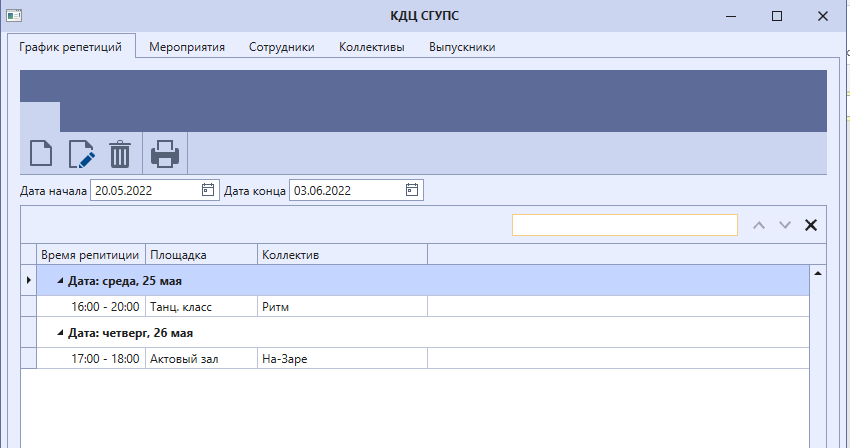 КДЦ СГУПС
График репетиций Мероприятия Сотрудники Коллективы Выпускники
Дата начала 20.05.2022 Дата конца 03.06.2022
Время репитиции Площадка Коллектив
Дата: среда, 25 мая
16:00 - 20:00 Танц. класс Ритм
Дата: четверг, 26 мая
17:00 - 18:00 Актовый зал На-Заре